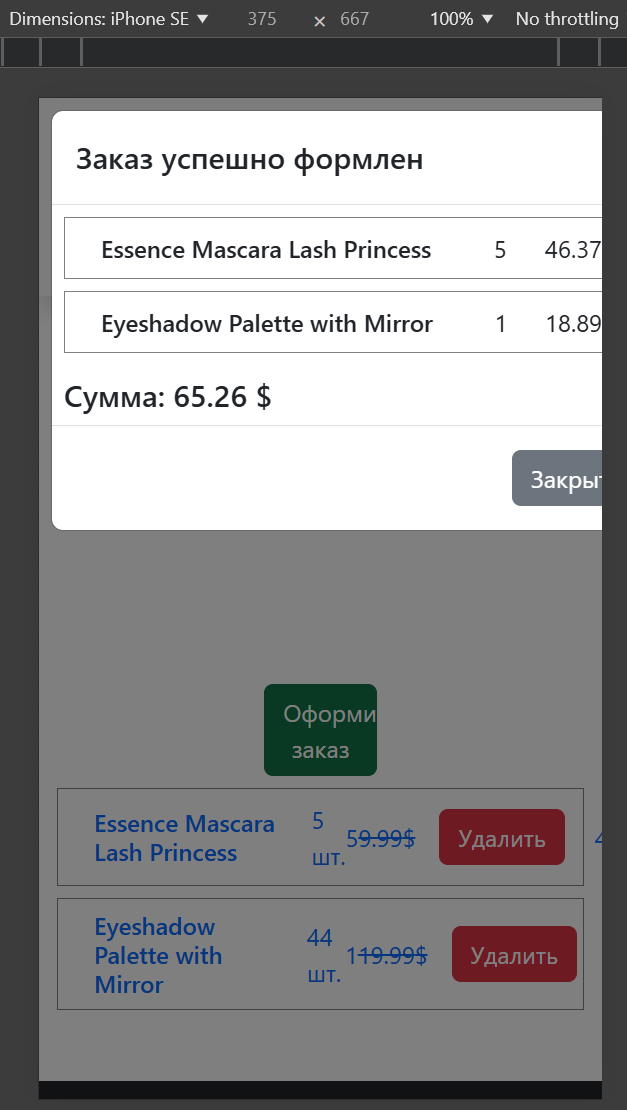 Dimensions: iPhone SE ▼ 375 × 667 100% ▼ No throttling
Заказ успешно формлен
Essence Mascara Lash Princess 5 46.37
Eyeshadow Palette with Mirror 1 18.89
Сумма: 65.26 $
Закрыт
Оформи
заказ
Essence Mascara
Lash Princess
5
шт.
59.99$
Удалить
4
Eyeshadow
Palette with
Mirror
44
шт.
119.99$
Удалить